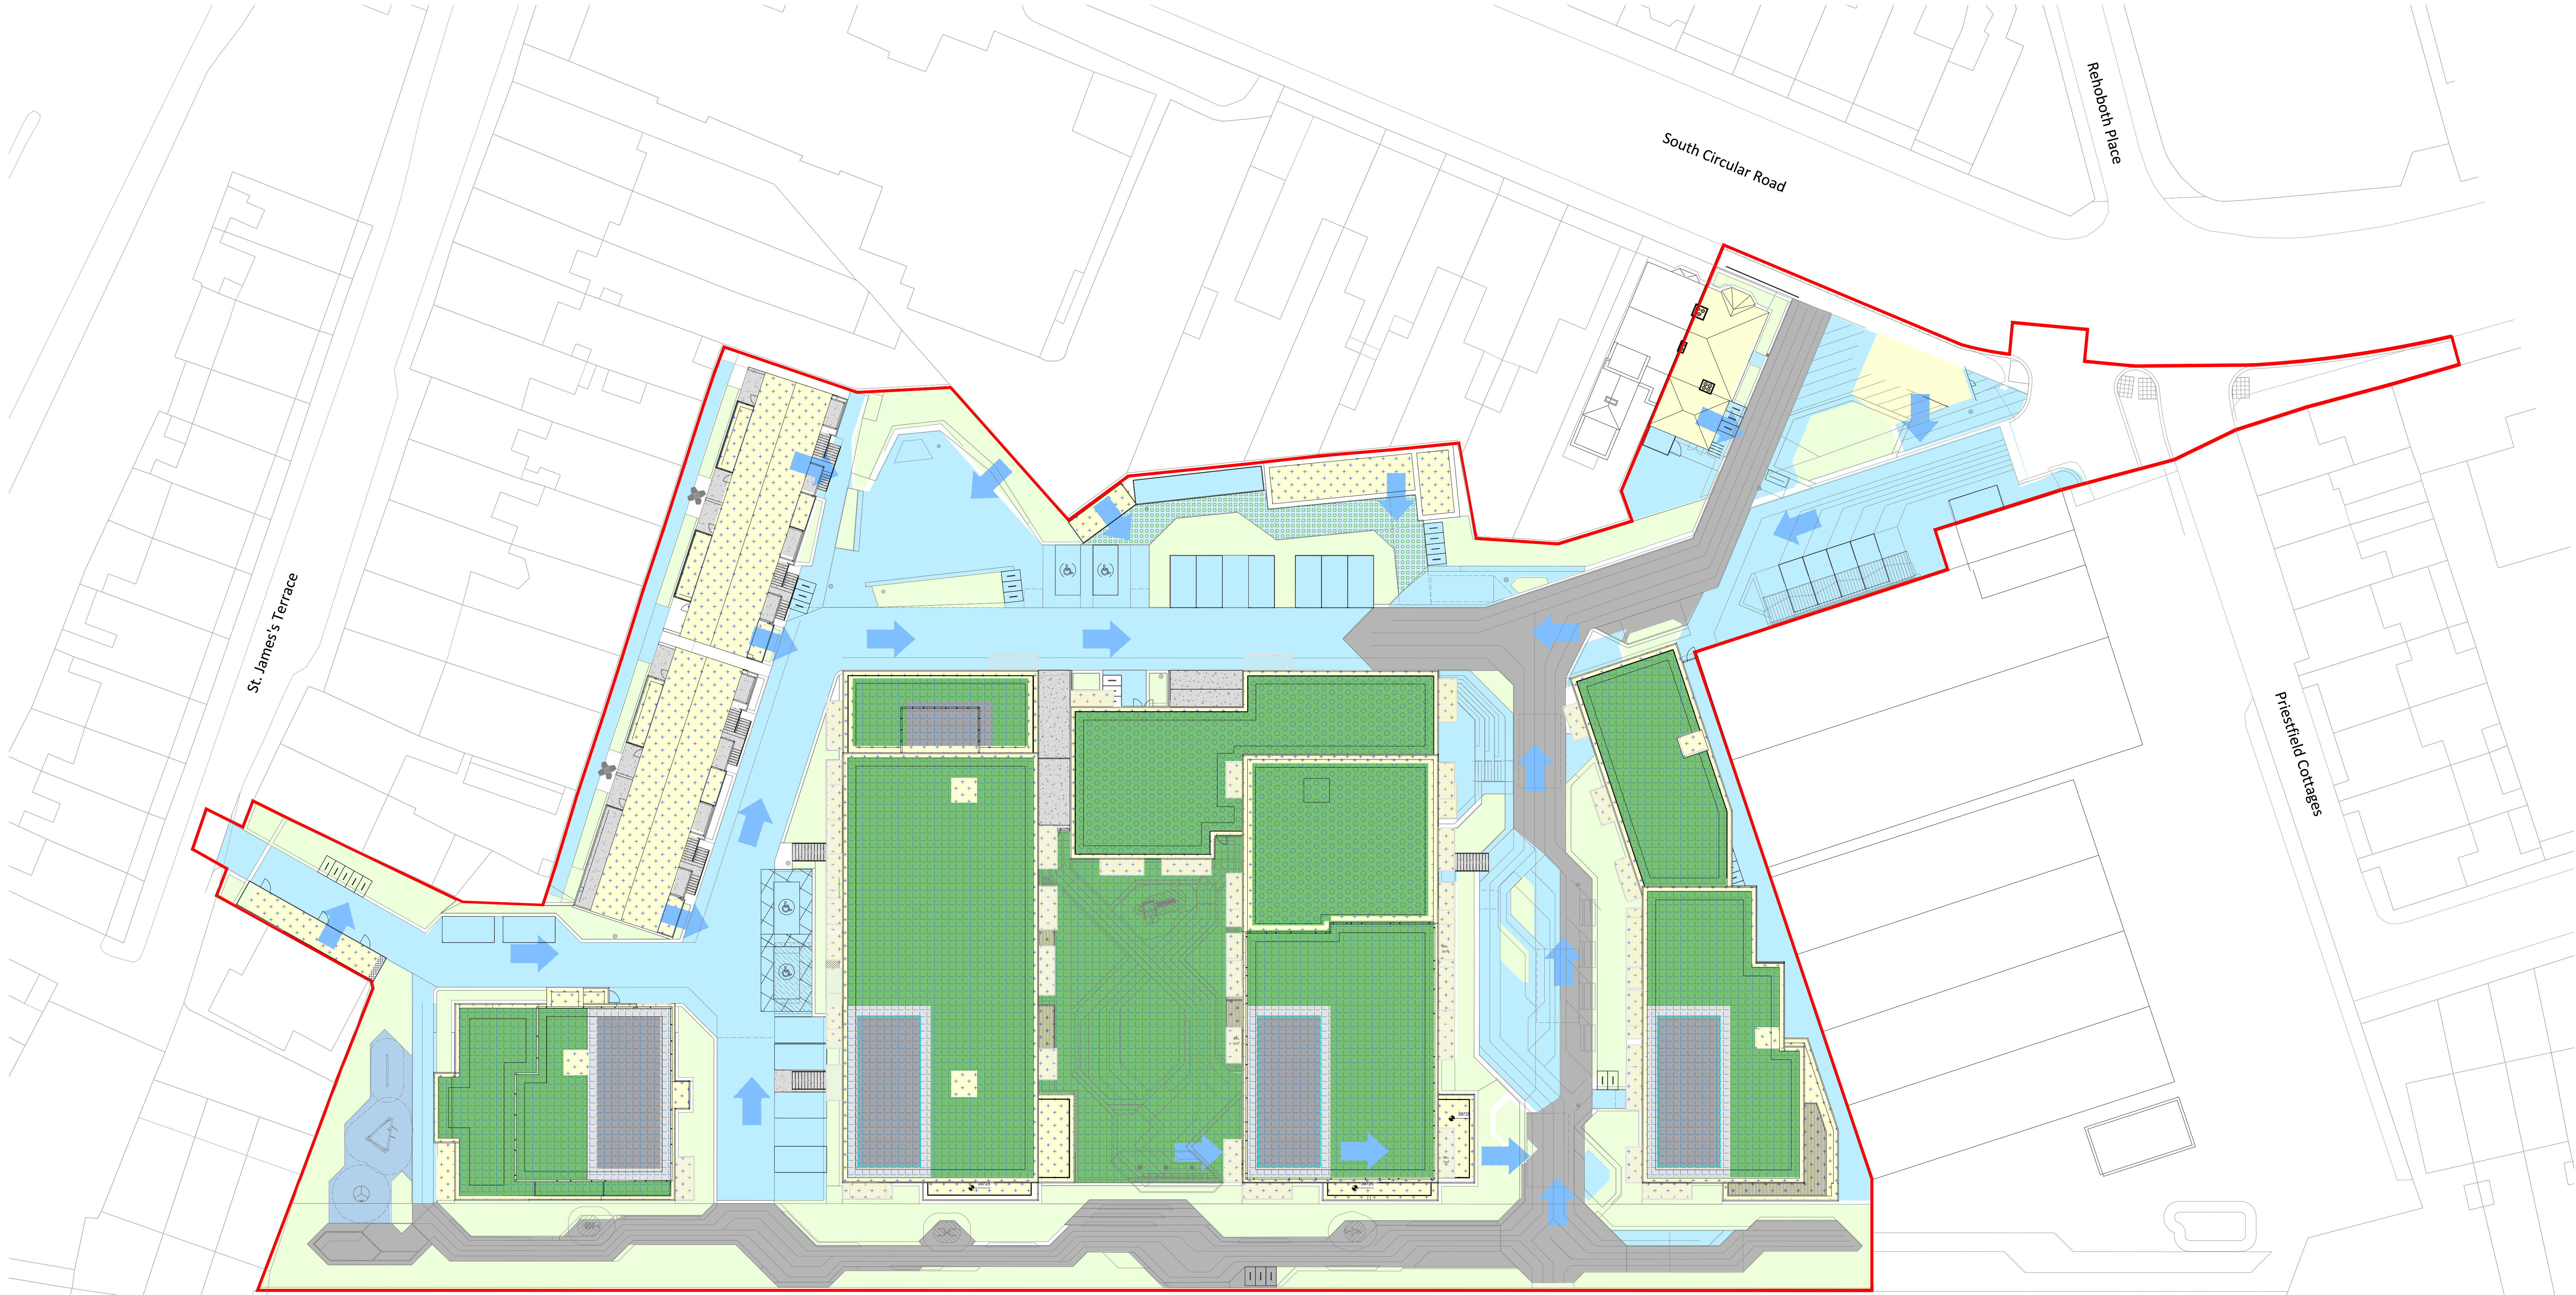 Rehoboth Place
South Circular Road
St. James's Terrace
Priestfield Cottages